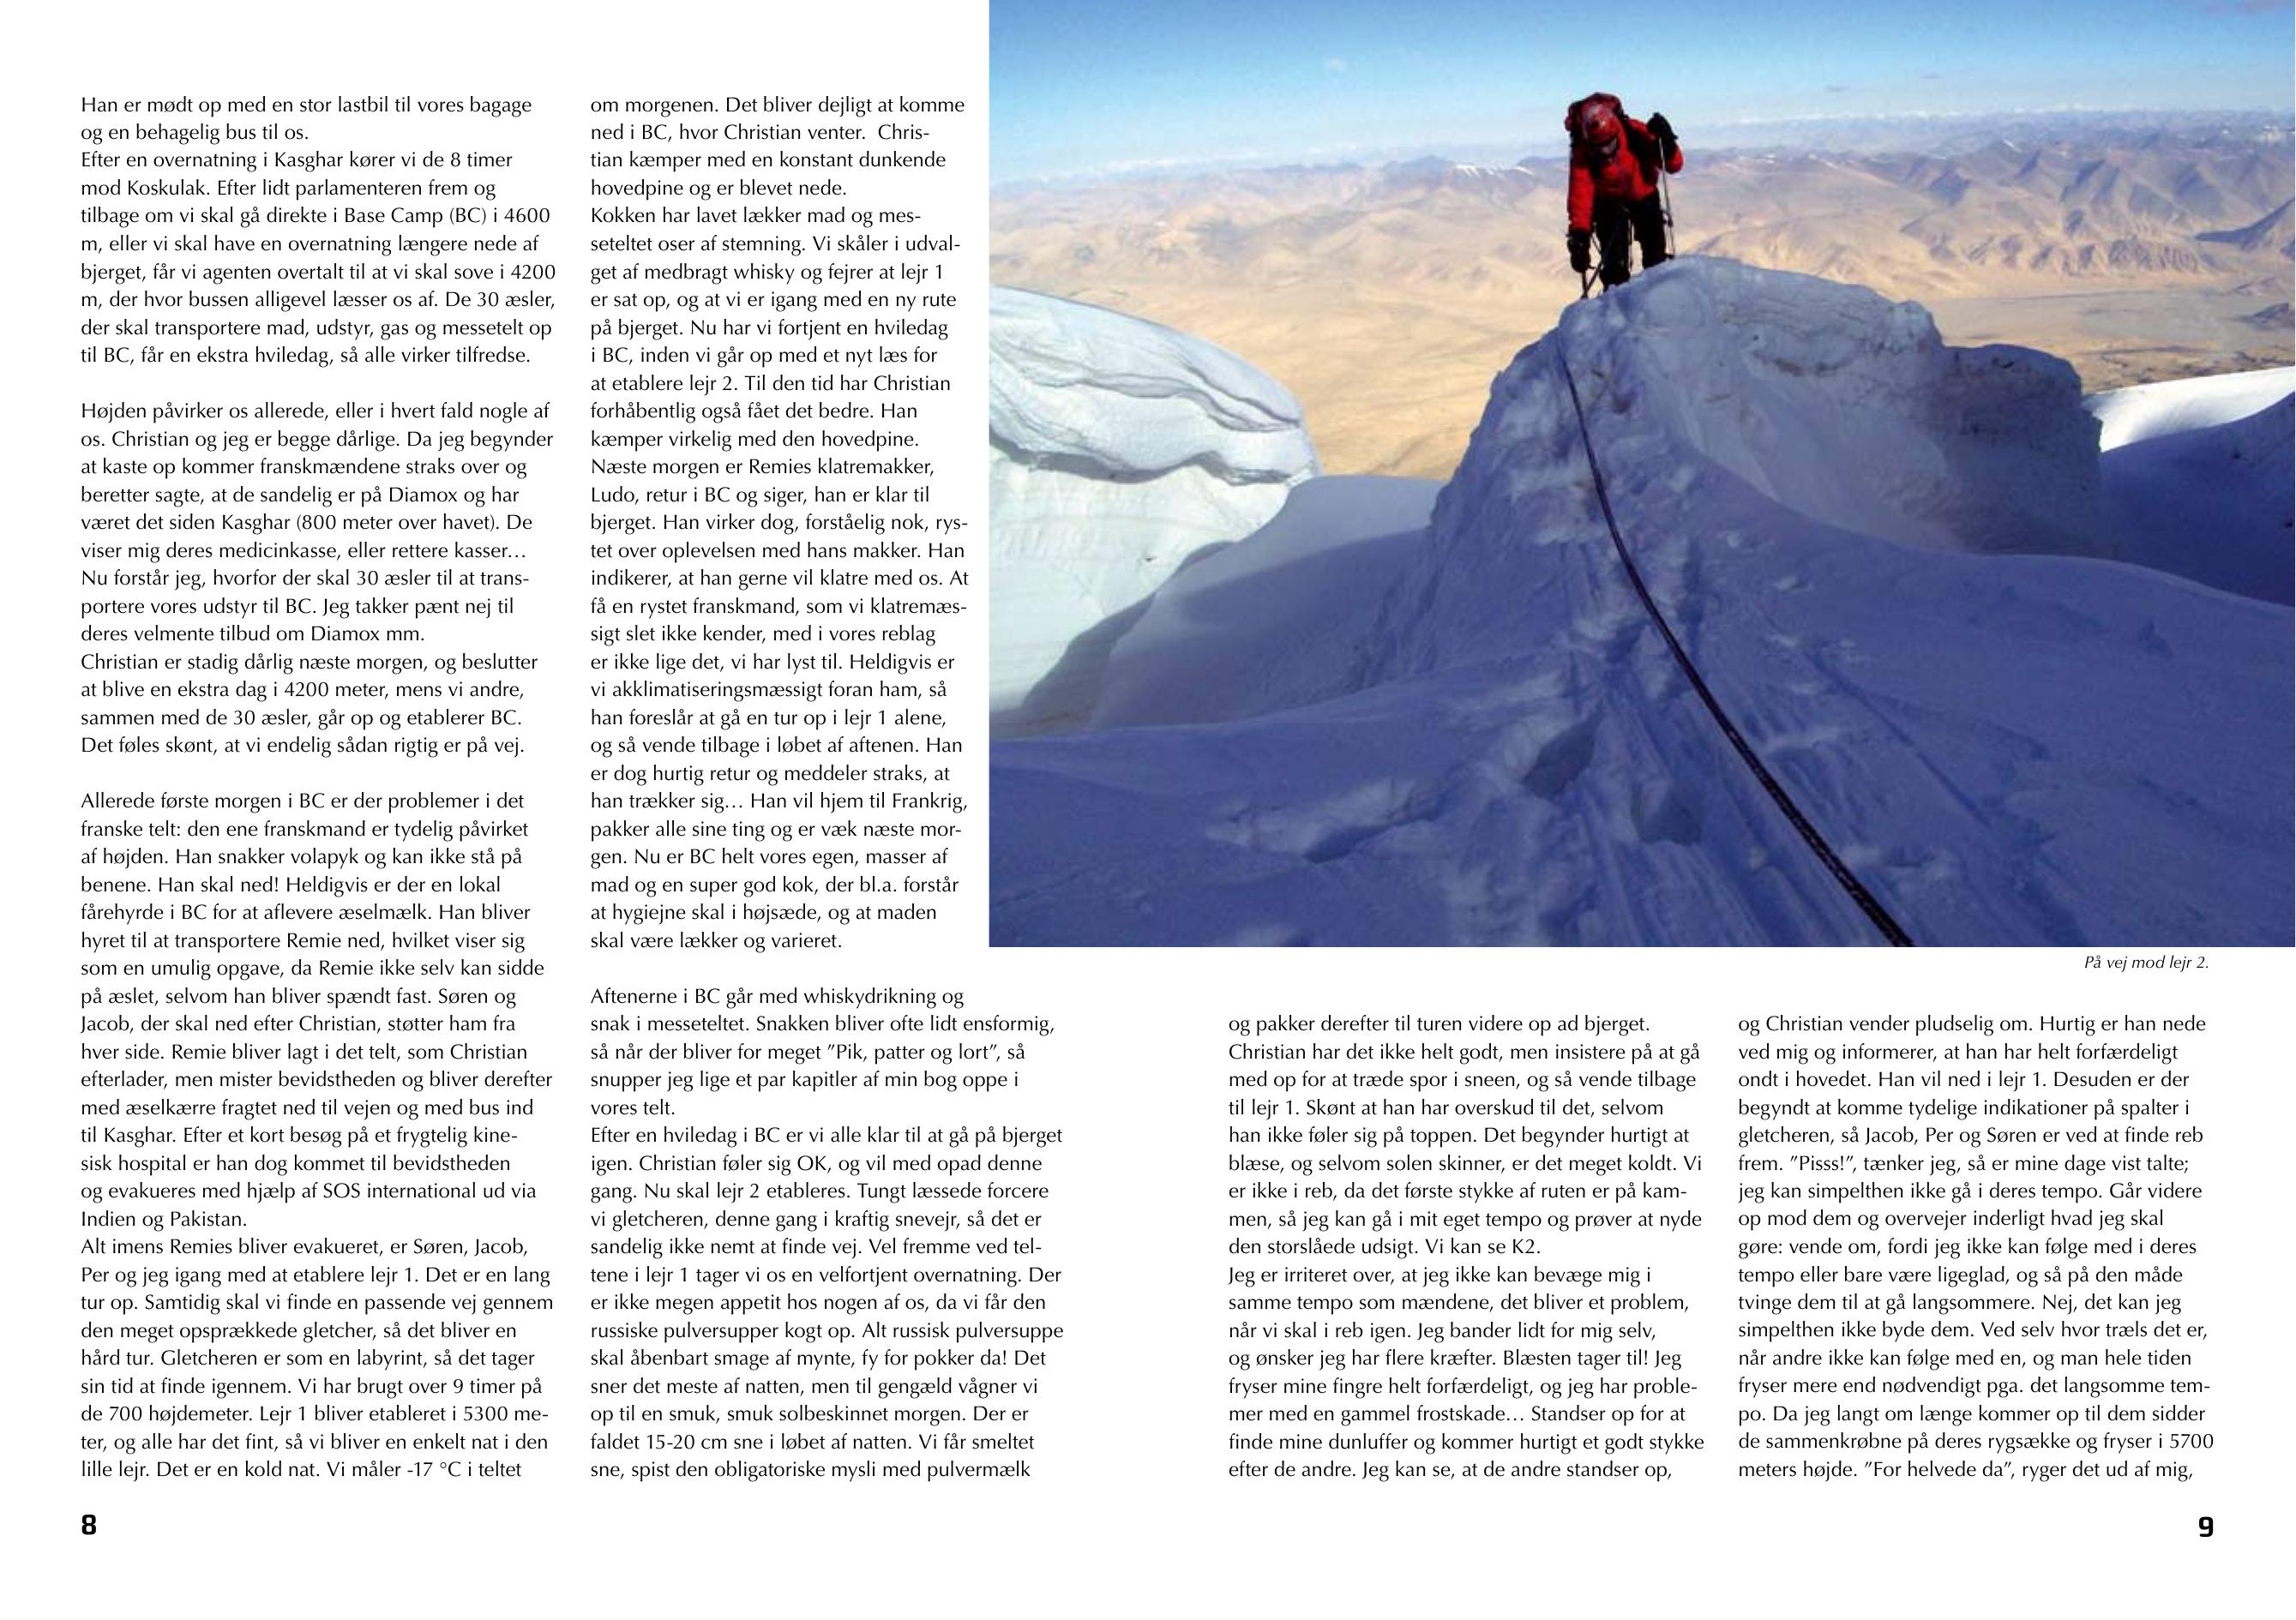 Han er mødt op med en stor lastbil til vores bagage
og en behagelig bus til os.
Efter en overnatning i Kasghar kører vi de 8 timer
mod Koskulak. Efter lidt parlamenteren frem og
tilbage om vi skal gå direkte i Base Camp (BC) i 4600
m, eller vi skal have en overnatning længere nede af
bjerget, får vi agenten overtalt til at vi skal sove i 4200
m, der hvor bussen alligevel læsser os af. De 30 æsler,
der skal transportere mad, udstyr, gas og messetelt op
til BC, får en ekstra hviledag, så alle virker tilfredse.
Højden påvirker os allerede, eller i hvert fald nogle af
os. Christian og jeg er begge dårlige. Da jeg begynder
at kaste op kommer franskmændene straks over og
beretter sagte, at de sandelig er på Diamox og har
været det siden Kasghar (800 meter over havet). De
viser mig deres medicinkasse, eller rettere kasser…
Nu forstår jeg, hvorfor der skal 30 æsler til at trans-
portere vores udstyr til BC. Jeg takker pænt nej til
deres velmente tilbud om Diamox mm.
Christian er stadig dårlig næste morgen, og beslutter
at blive en ekstra dag i 4200 meter, mens vi andre,
sammen med de 30 æsler, går op og etablerer BC.
Det føles skønt, at vi endelig sådan rigtig er på vej.
Allerede første morgen i BC er der problemer i det
franske telt: den ene franskmand er tydelig påvirket
af højden. Han snakker volapyk og kan ikke stå på
benene. Han skal ned! Heldigvis er der en lokal
fårehyrde i BC for at aflevere æselmælk. Han bliver
hyret til at transportere Remie ned, hvilket viser sig
som en umulig opgave, da Remie ikke selv kan sidde
på æslet, selvom han bliver spændt fast. Søren og
Jacob, der skal ned efter Christian, støtter ham fra
hver side. Remie bliver lagt i det telt, som Christian
efterlader, men mister bevidstheden og bliver derefter
med æselkærre fragtet ned til vejen og med bus ind
til Kasghar. Efter et kort besøg på et frygtelig kine-
sisk hospital er han dog kommet til bevidstheden
og evakueres med hjælp af SOS international ud via
Indien og Pakistan.
Alt imens Remies bliver evakueret, er Søren, Jacob,
Per og jeg igang med at etablere lejr 1. Det er en lang
tur op. Samtidig skal vi finde en passende vej gennem
den meget opsprækkede gletcher, så det bliver en
hård tur. Gletcheren er som en labyrint, så det tager
sin tid at finde igennem. Vi har brugt over 9 timer på
de 700 højdemeter. Lejr 1 bliver etableret i 5300 me-
ter, og alle har det fint, så vi bliver en enkelt nat i den
lille lejr. Det er en kold nat. Vi måler -17 °C i teltet
om morgenen. Det bliver dejligt at komme
ned i BC, hvor Christian venter.  Chris-
tian kæmper med en konstant dunkende
hovedpine og er blevet nede.
Kokken har lavet lækker mad og mes-
seteltet oser af stemning. Vi skåler i udval-
get af medbragt whisky og fejrer at lejr 1
er sat op, og at vi er igang med en ny rute
på bjerget. Nu har vi fortjent en hviledag
i BC, inden vi går op med et nyt læs for
at etablere lejr 2. Til den tid har Christian
forhåbentlig også fået det bedre. Han
kæmper virkelig med den hovedpine.
Næste morgen er Remies klatremakker,
Ludo, retur i BC og siger, han er klar til
bjerget. Han virker dog, forståelig nok, rys-
tet over oplevelsen med hans makker. Han
indikerer, at han gerne vil klatre med os. At
få en rystet franskmand, som vi klatremæs-
sigt slet ikke kender, med i vores reblag
er ikke lige det, vi har lyst til. Heldigvis er
vi akklimatiseringsmæssigt foran ham, så
han foreslår at gå en tur op i lejr 1 alene,
og så vende tilbage i løbet af aftenen. Han
er dog hurtig retur og meddeler straks, at
han trækker sig… Han vil hjem til Frankrig,
pakker alle sine ting og er væk næste mor-
gen. Nu er BC helt vores egen, masser af
mad og en super god kok, der bl.a. forstår
at hygiejne skal i højsæde, og at maden
skal være lækker og varieret.
Aftenerne i BC går med whiskydrikning og
snak i messeteltet. Snakken bliver ofte lidt ensformig,
så når der bliver for meget ”Pik, patter og lort”, så
snupper jeg lige et par kapitler af min bog oppe i
vores telt.
Efter en hviledag i BC er vi alle klar til at gå på bjerget
igen. Christian føler sig OK, og vil med opad denne
gang. Nu skal lejr 2 etableres. Tungt læssede forcere
vi gletcheren, denne gang i kraftig snevejr, så det er
sandelig ikke nemt at finde vej. Vel fremme ved tel-
tene i lejr 1 tager vi os en velfortjent overnatning. Der
er ikke megen appetit hos nogen af os, da vi får den
russiske pulversupper kogt op. Alt russisk pulversuppe
skal åbenbart smage af mynte, fy for pokker da! Det
sner det meste af natten, men til gengæld vågner vi
op til en smuk, smuk solbeskinnet morgen. Der er
faldet 15-20 cm sne i løbet af natten. Vi får smeltet
sne, spist den obligatoriske mysli med pulvermælk
På vej mod lejr 2.
og pakker derefter til turen videre op ad bjerget.
Christian har det ikke helt godt, men insistere på at gå
med op for at træde spor i sneen, og så vende tilbage
til lejr 1. Skønt at han har overskud til det, selvom
han ikke føler sig på toppen. Det begynder hurtigt at
blæse, og selvom solen skinner, er det meget koldt. Vi
er ikke i reb, da det første stykke af ruten er på kam-
men, så jeg kan gå i mit eget tempo og prøver at nyde
den storslåede udsigt. Vi kan se K2.
Jeg er irriteret over, at jeg ikke kan bevæge mig i
samme tempo som mændene, det bliver et problem,
når vi skal i reb igen. Jeg bander lidt for mig selv,
og ønsker jeg har flere kræfter. Blæsten tager til! Jeg
fryser mine fingre helt forfærdeligt, og jeg har proble-
mer med en gammel frostskade… Standser op for at
finde mine dunluffer og kommer hurtigt et godt stykke
efter de andre. Jeg kan se, at de andre standser op,
og Christian vender pludselig om. Hurtig er han nede
ved mig og informerer, at han har helt forfærdeligt
ondt i hovedet. Han vil ned i lejr 1. Desuden er der
begyndt at komme tydelige indikationer på spalter i
gletcheren, så Jacob, Per og Søren er ved at finde reb
frem. ”Pisss!”, tænker jeg, så er mine dage vist talte;
jeg kan simpelthen ikke gå i deres tempo. Går videre
op mod dem og overvejer inderligt hvad jeg skal
gøre: vende om, fordi jeg ikke kan følge med i deres
tempo eller bare være ligeglad, og så på den måde
tvinge dem til at gå langsommere. Nej, det kan jeg
simpelthen ikke byde dem. Ved selv hvor træls det er,
når andre ikke kan følge med en, og man hele tiden
fryser mere end nødvendigt pga. det langsomme tem-
po. Da jeg langt om længe kommer op til dem sidder
de sammenkrøbne på deres rygsække og fryser i 5700
meters højde. ”For helvede da”, ryger det ud af mig,
8
9